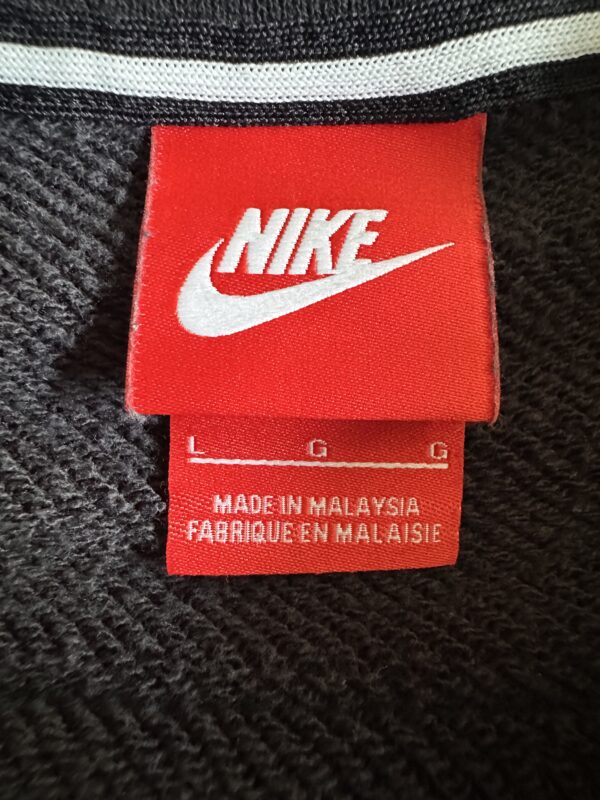 NIKE
L G G
MADE IN MALAYSIA
FABRIQUE EN MALAISIE